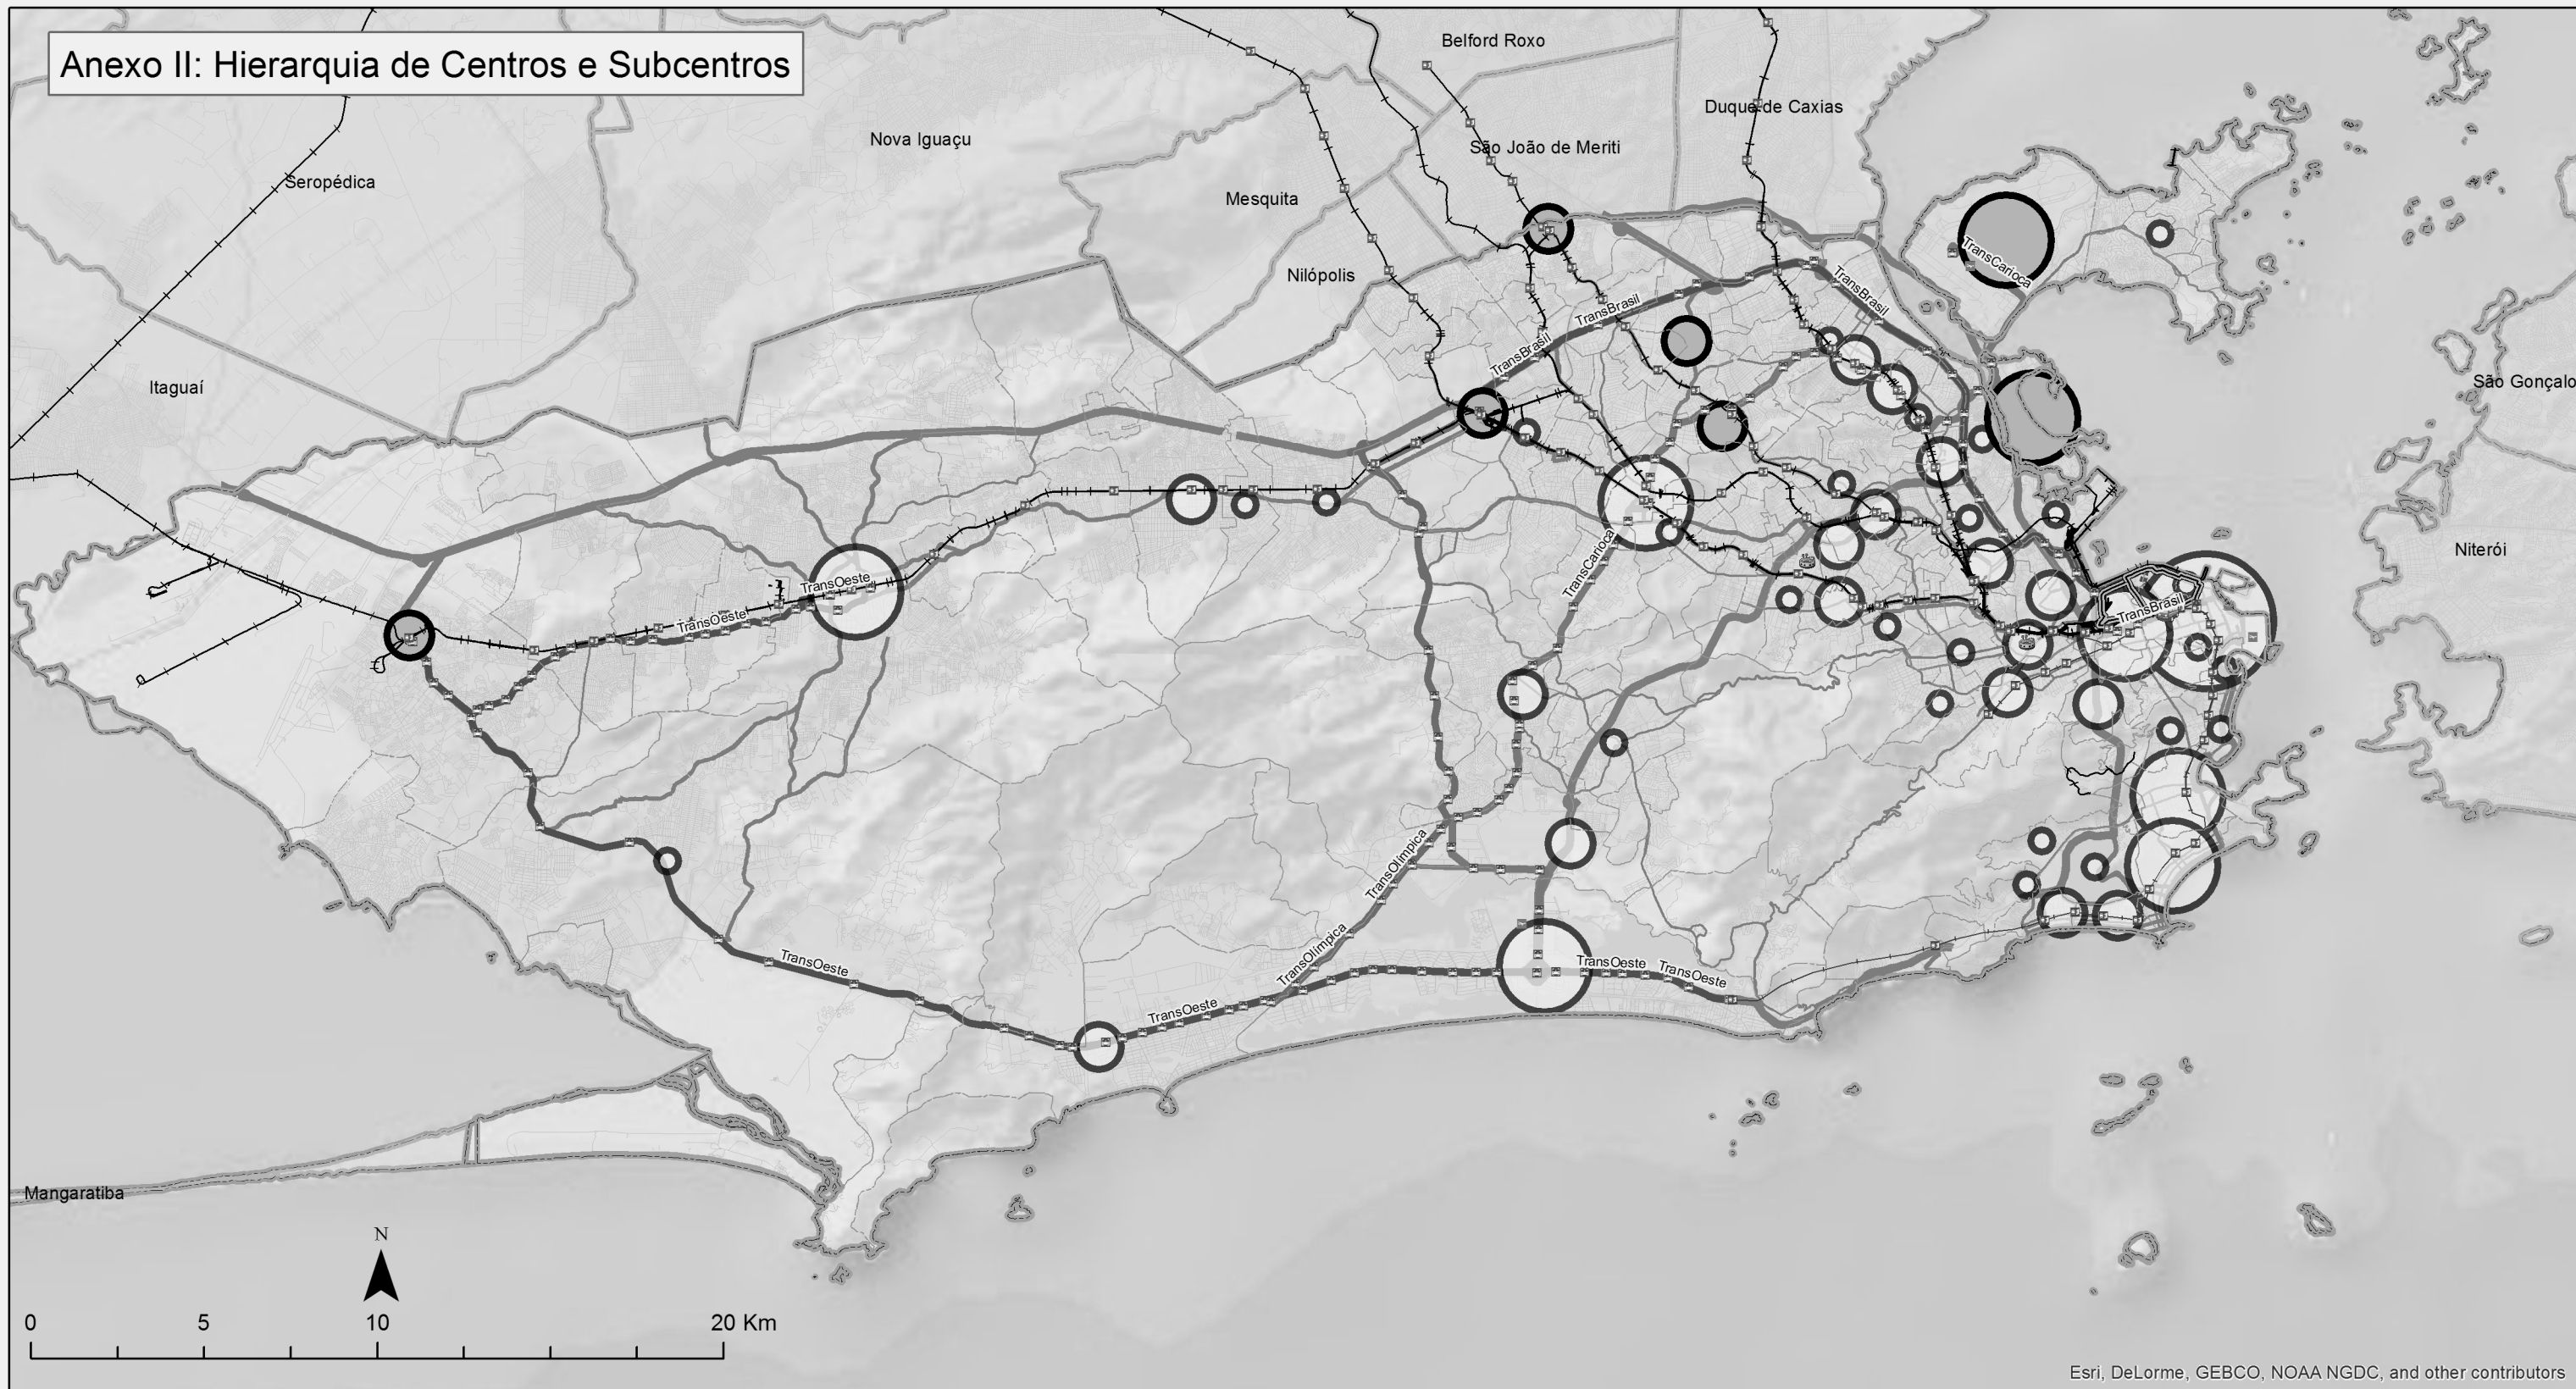 Anexo II: Hierarquia de Centros e Subcentros
Belford Roxo
Duque de Caxias
Nova Iguaçu
São João de Meriti
Seropédica
Mesquita
TransCarioca
Nilópolis
TransBrasil
TransBrasil
TransBrasil
Itaguaí
São Gonçalo
Niterói
TransCarioca
TransOeste
TransOeste
TransBrasil
TransOlímpica
TransOlímpica
TransOeste
TransOeste
TransOeste
TransOeste
Mangaratiba
N
0 5 10 20 Km
Esri, DeLorme, GEBCO, NOAA NGDC, and other contributors